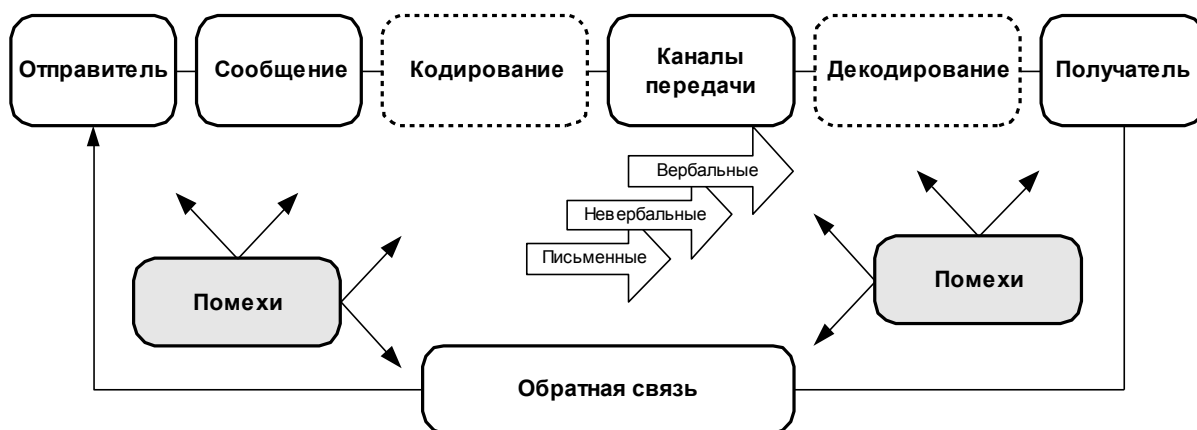 Отправитель
Сообщение
Кодирование
Каналы
передачи
Декодирование
Получатель
Вербальные
Невербальные
Письменные
Помехи
Помехи
Обратная связь